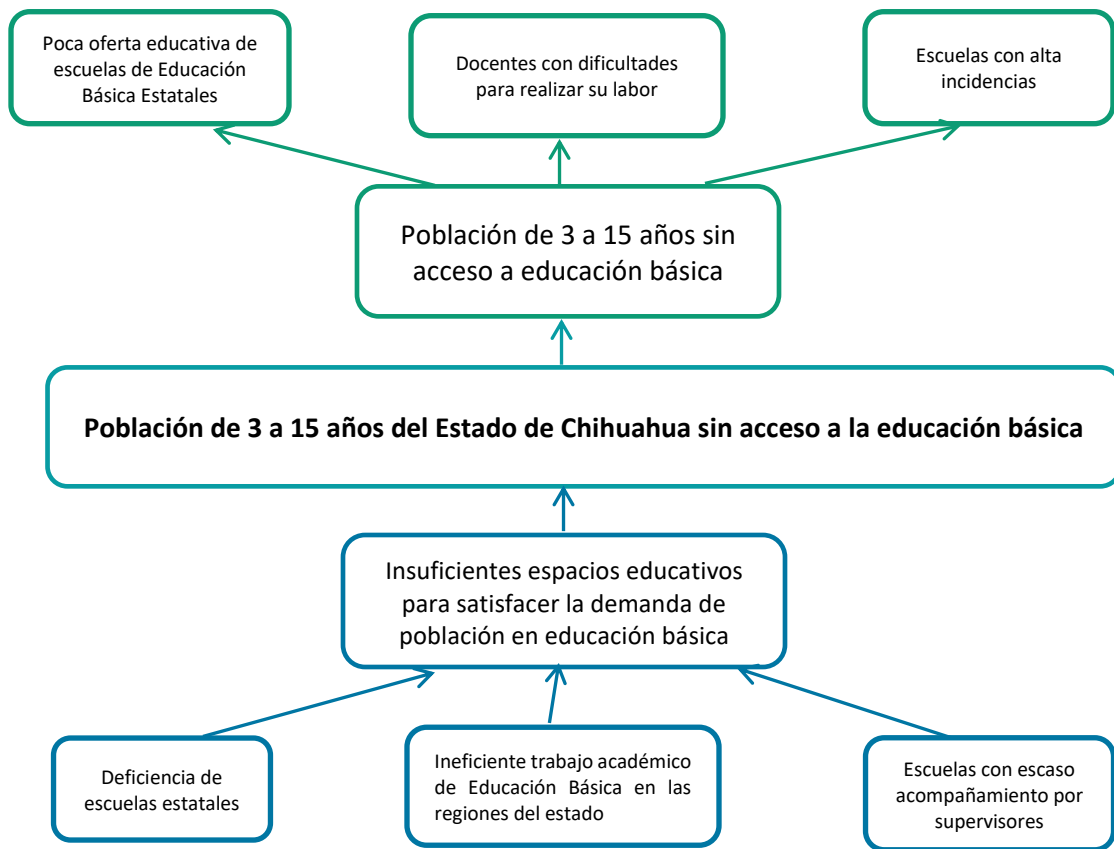 Poca oferta educativa de
escuelas de Educación
Básica Estatales
Docentes con dificultades
para realizar su labor
Escuelas con alta
incidencias
Población de 3 a 15 años sin
acceso a educación básica
Población de 3 a 15 años del Estado de Chihuahua sin acceso a la educación básica
Insuficientes espacios educativos
para satisfacer la demanda de
población en educación básica
Deficiencia de
escuelas estatales
Ineficiente trabajo académico
de Educación Básica en las
regiones del estado
Escuelas con escaso
acompañamiento por
supervisores